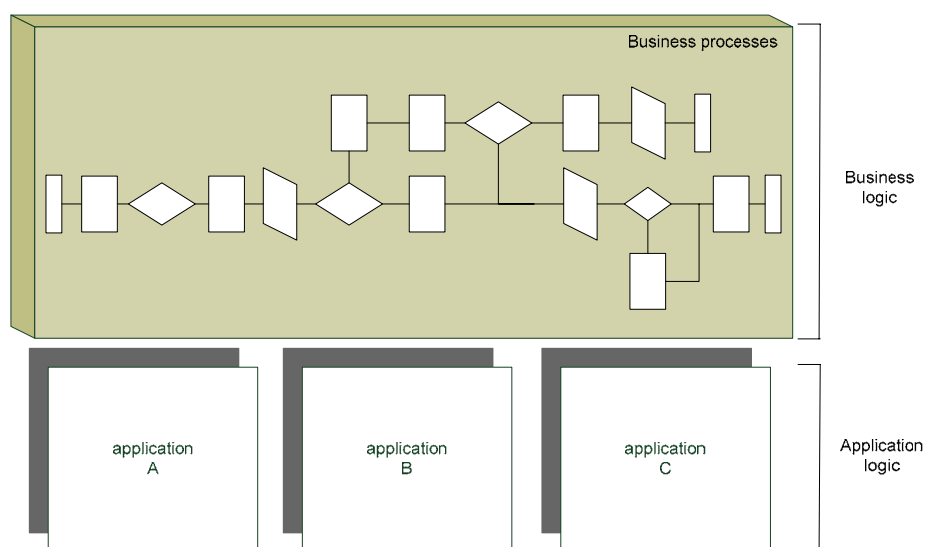 Business processes
Business
logic
application
A
application
B
application
C
Application
logic